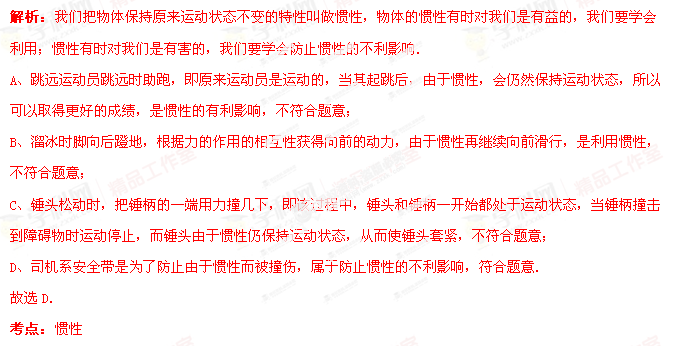 解析：我们把物体保持原来运动状态不变的特性叫做惯性，物体的惯性有时对我们是有益的，我们要学会
利用；惯性有时对我们是有害的，我们要学会防止惯性的不利影响．
A、跳远运动员跳远时助跑，即原来运动员是运动的，当其起跳后，由于惯性，会仍然保持运动状态，所以
可以取得更好的成绩，是惯性的有利影响，不符合题意；
B、溜冰时脚向后蹬地，根据力的作用的相互性获得向前的动力，由于惯性再继续向前滑行，是利用惯性，
不符合题意；
C、锤头松动时，把锤柄的一端用力撞几下，即该过程中，锤头和锤柄一开始都处于运动状态，当锤柄撞击
到障碍物时运动停止，而锤头由于惯性仍保持运动状态，从而使锤头套紧，不符合题意；
D、司机系安全带是为了防止由于惯性而被撞伤，属于防止惯性的不利影响，符合题意．
故选 D．
考点：惯性